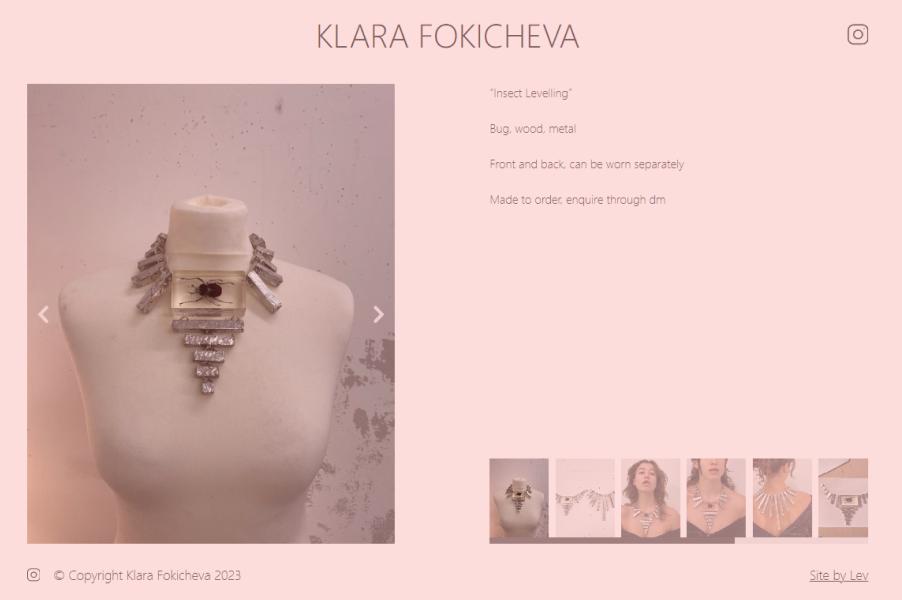 KLARA FOKICHEVA
"Insect Levelling"
Bug, wood, metal
Front and back, can be worn separately
Made to order, enquire through dm
© Copyright Klara Fokicheva 2023
Site by Lev